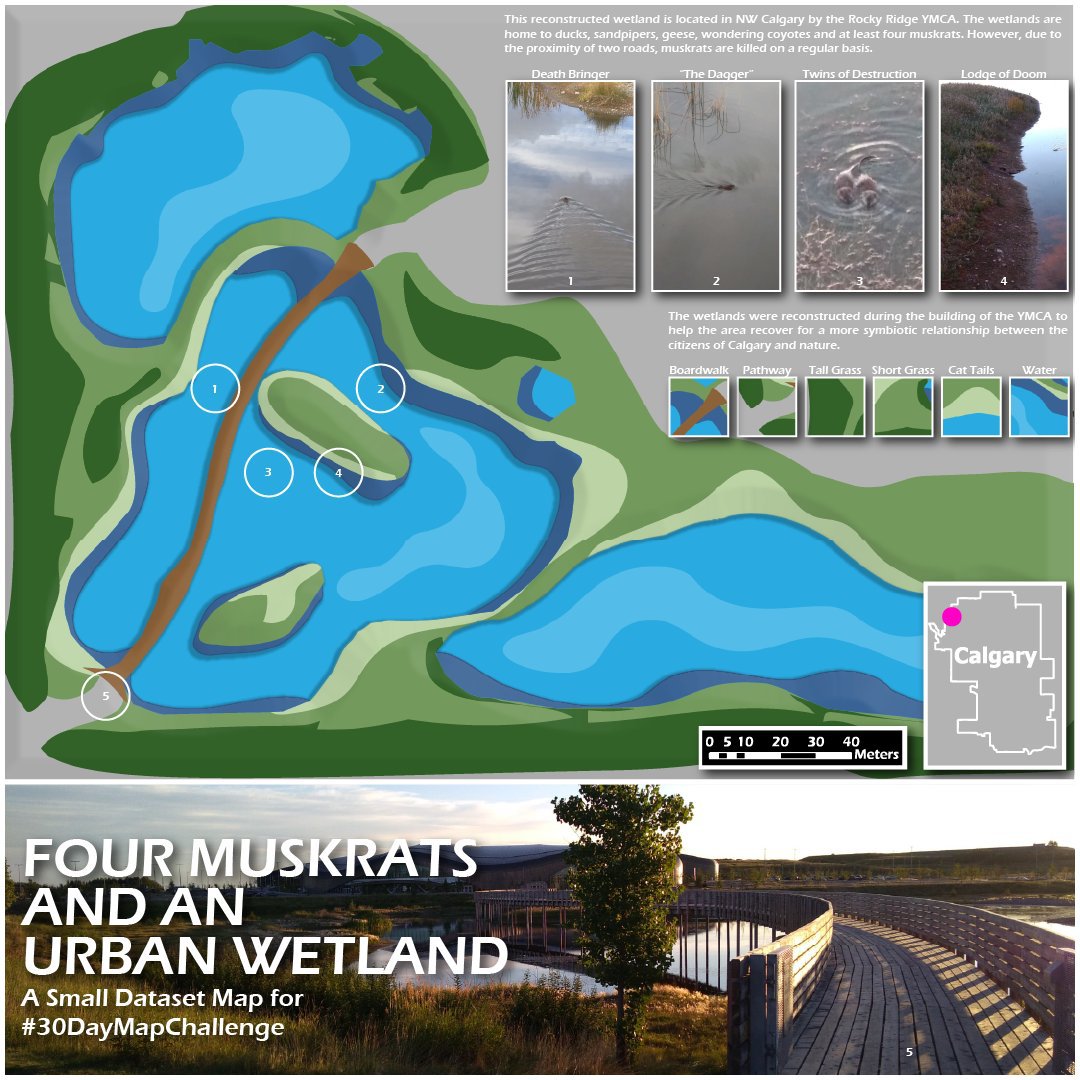 This reconstructed wetland is located in NW Calgary by the Rocky Ridge YMCA. The wetlands are
home to ducks, sandpipers, geese, wondering coyotes and at least four muskrats. However, due to
the proximity of two roads, muskrats are killed on a regular basis.
Death Bringer
"The Dagger"
Twins of Destruction
Lodge of Doom
1
2
3
4
The wetlands were reconstructed during the building of the YMCA to
help the area recover for a more symbiotic relationship between the
citizens of Calgary and nature.
Boardwalk
Pathway
Tall Grass
Short Grass
Cat Tails
Water
1
2
3
4
5
Calgary
0 5 10 20 30 40
Meters
FOUR MUSKRATS
AND AN
URBAN WETLAND
A Small Dataset Map for
#30DayMapChallenge
5